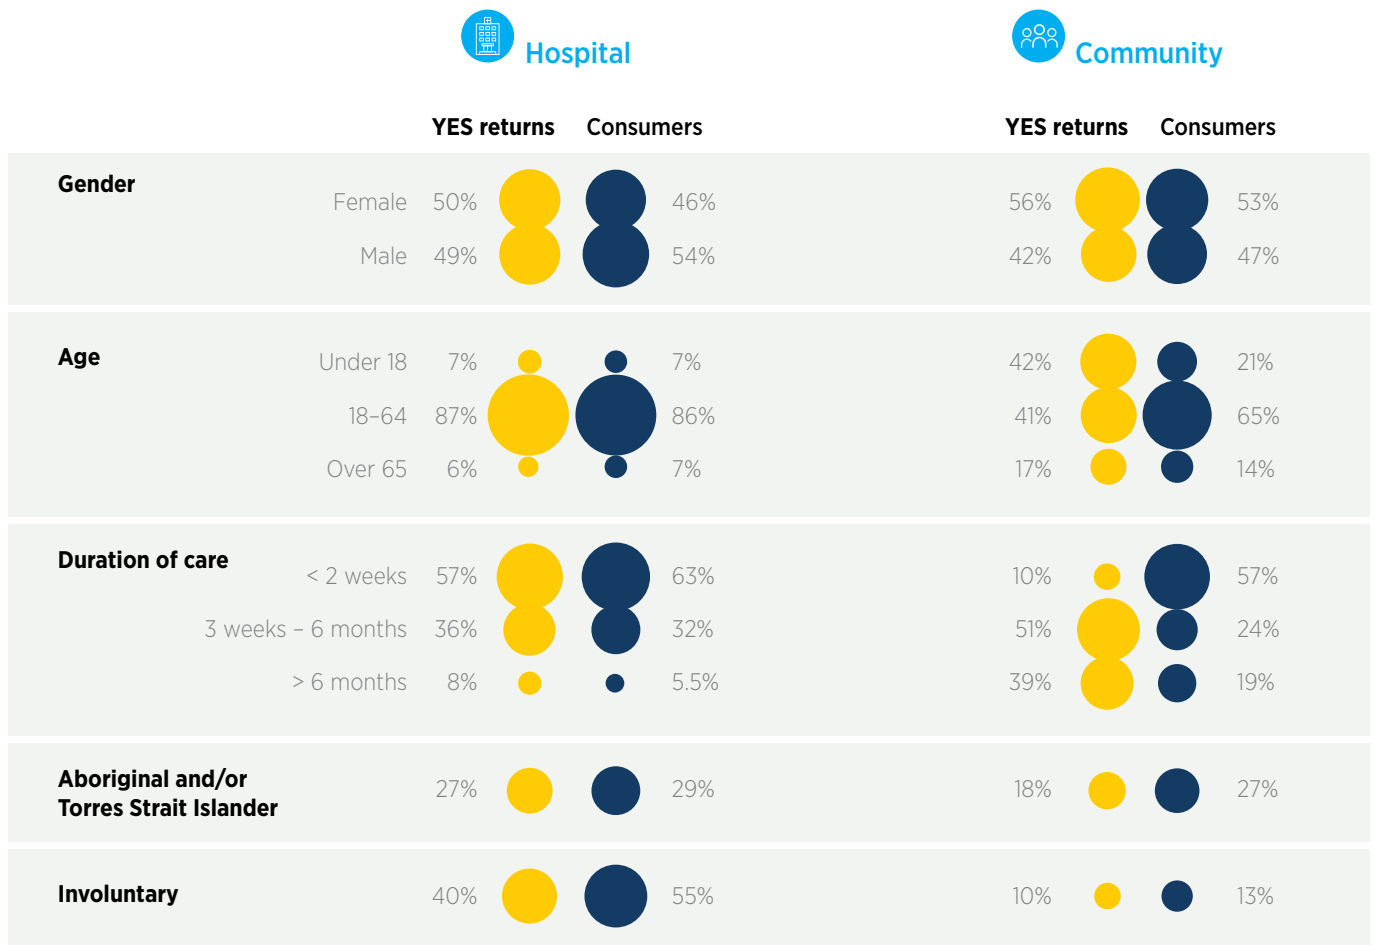 Hospital Community
YES returns Consumers YES returns Consumers
Gender
Female 50% 46% 56% 53%
Male 49% 54% 42% 47%
Age
Under 18 7% 7% 42% 21%
18–64 87% 86% 41% 65%
Over 65 6% 7% 17% 14%
Duration of care
< 2 weeks 57% 63% 10% 57%
3 weeks – 6 months 36% 32% 51% 24%
> 6 months 8% 5.5% 39% 19%
Aboriginal and/or
Torres Strait Islander
27% 29% 18% 27%
Involuntary 40% 55% 10% 13%